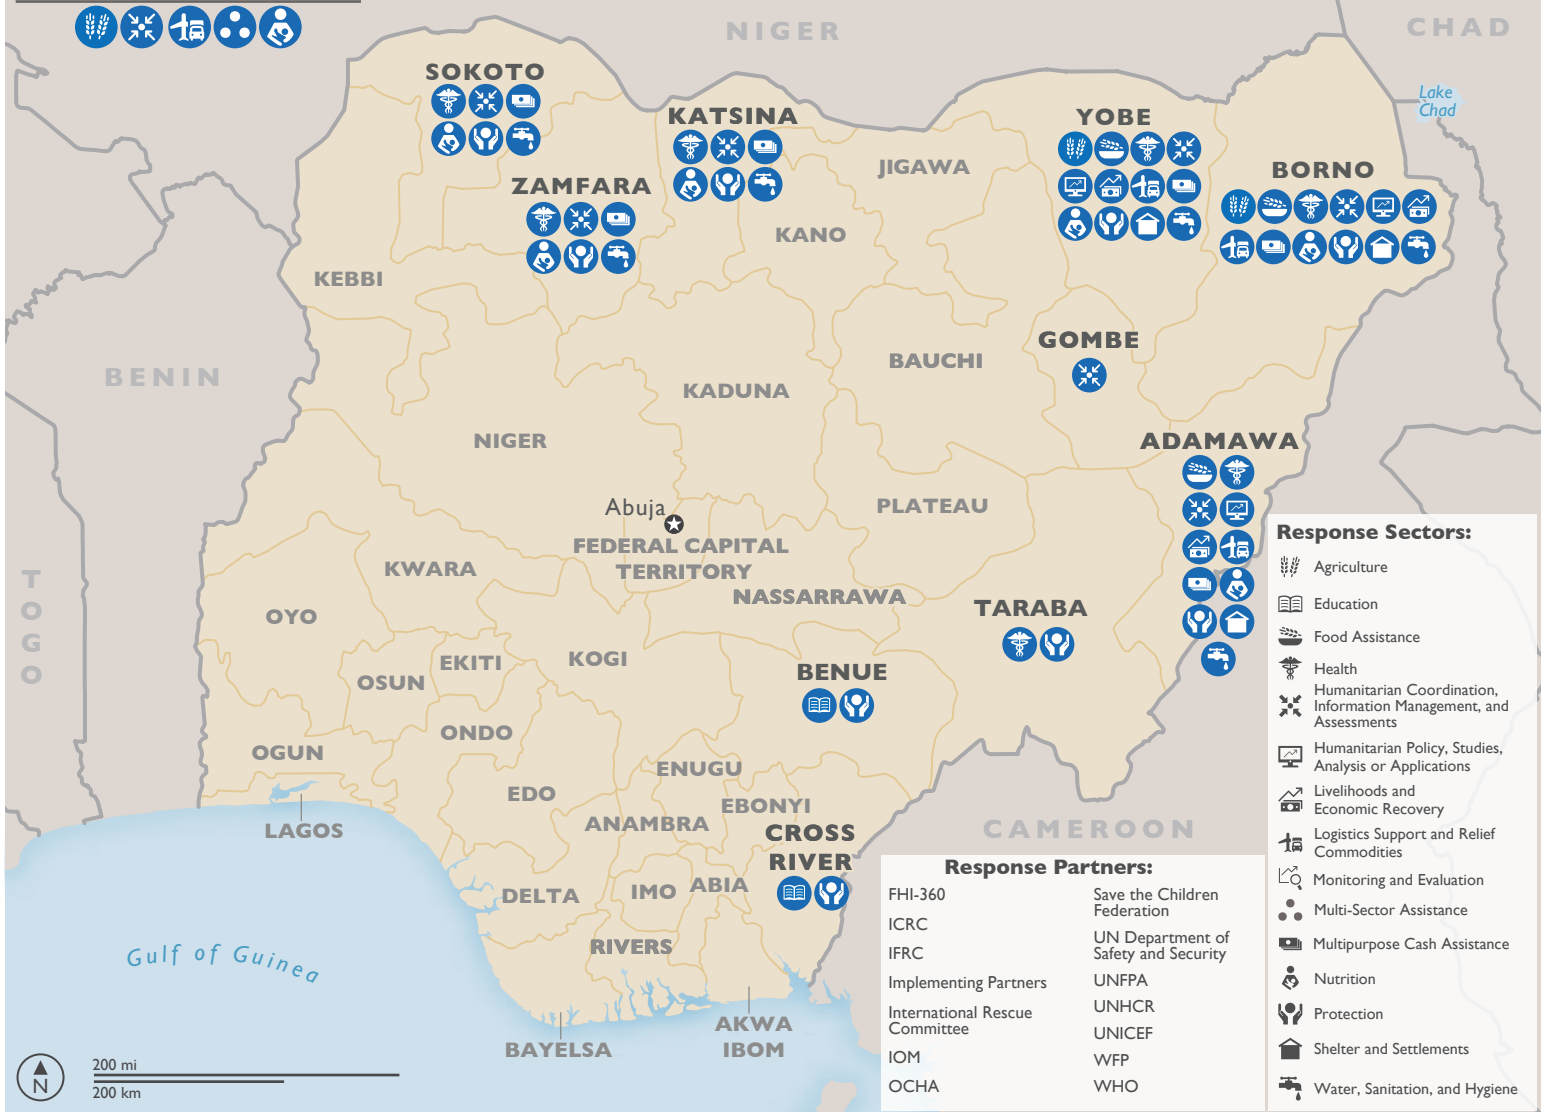 NIGER
CHAD
Lake
Chad
SOKOTO
KATSINA
YOBE
BORNO
JIGAWA
ZAMFARA
KANO
KEBBI
GOMBE
BAUCHI
BENIN
KADUNA
NIGER
ADAMAWA
PLATEAU
Abuja
FEDERAL CAPITAL
TERRITORY
KWARA
NASSARRAWA
TARABA
OYO
TOGO
EKITI
KOGI
OSUN
BENUE
ONDO
OGUN
ENUGU
EDO
EBONYI
LAGOS
ANAMBRA
CROSS
RIVER
CAMEROON
DELTA
IMO
ABIA
RIVERS
Gulf of Guinea
AKWA
IBOM
BAYELSA
N
200 mi
200 km
Response Partners:
FHI-360
ICRC
IFRC
Implementing Partners
International Rescue
Committee
IOM
OCHA
Save the Children
Federation
UN Department of
Safety and Security
UNFPA
UNHCR
UNICEF
WFP
WHO
Response Sectors:
Agriculture
Education
Food Assistance
Health
Humanitarian Coordination,
Information Management, and
Assessments
Humanitarian Policy, Studies,
Analysis or Applications
Livelihoods and
Economic Recovery
Logistics Support and Relief
Commodities
Monitoring and Evaluation
Multi-Sector Assistance
Multipurpose Cash Assistance
Nutrition
Protection
Shelter and Settlements
Water, Sanitation, and Hygiene